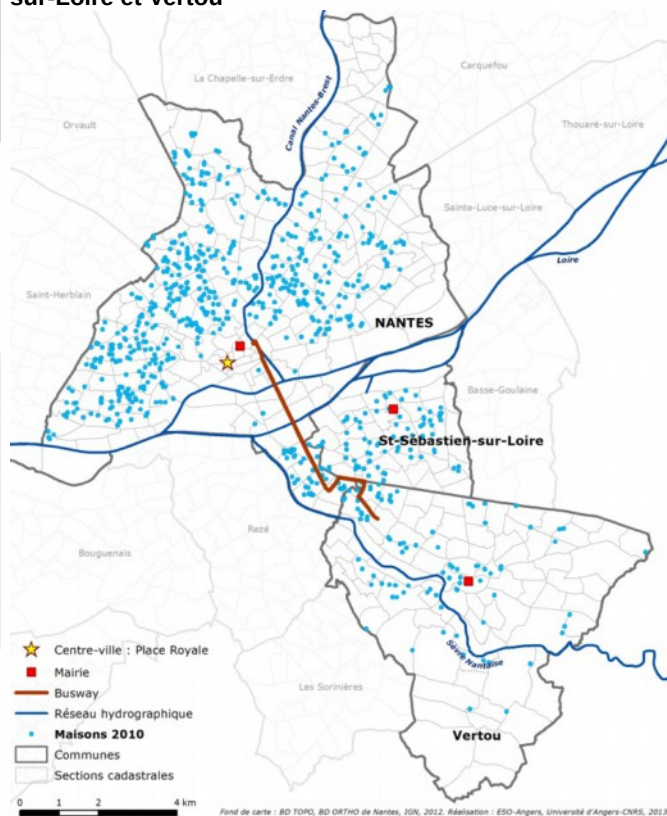 sur-Loire et Vertou
La Chapelle-sur-Erdre
Carquefou
Orvault
Canal Nantes-Brest
Thouaré-sur-Loire
Sainte-Luce-sur-Loire
Loire
Saint-Herblain
NANTES
Basse-Goulaine
St-Sébastien-sur-Loire
Rezé
Bouguenais
Sèvre Nantaise
Les Sorinières
Vertou
Centre-ville : Place Royale
Mairie
Busway
Réseau hydrographique
Maisons 2010
Communes
Sections cadastrales
0 1 2 4 km
Fond de carte : BD TOPO, BD ORTHO de Nantes, IGN, 2012. Réalisation : ESO-Angers, Université d'Angers-CNRS, 2013